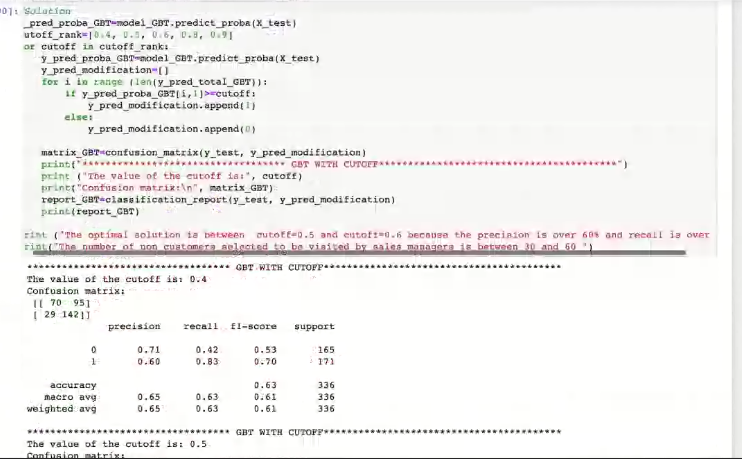 0]: Solution
_pred_proba_GBT=model_GBT.predict_proba(X_test)
utoff_rank=[0.4, 0.5, 0.6, 0.8, 0.9]
or cutoff in cutoff_rank:
y_pred_proba_GBT=model_GBT.predict_proba(X_test)
y_pred_modification=[]
for i in range (len(y_pred_total_GBT)):
if y_pred_proba_GBT[i,1]>=cutoff:
y_pred_modification.append(1)
else:
y_pred_modification.append(0)
matrix_GBT=confusion_matrix(y_test, y_pred_modification)
print("********************************** GBT WITH CUTOFF****************************************")
print ("The value of the cutoff is:", cutoff)
print("Confusion matrix:\n", matrix_GBT)
report_GBT=classification_report(y_test, y_pred_modification)
print(report_GBT)
rint ("The optimal solution is between cutoff=0.5 and cutoff=0.6 because the precision is over 60% and recall is over
rint("The number of non customers selected to be visited by sales managers is between 30 and 60 ")
********************************** GBT WITH CUTOFF****************************************
The value of the cutoff is: 0.4
Confusion matrix:
[[ 70 95]
[ 29 142]]
precision recall f1-score support
0 0.71 0.42 0.53 165
1 0.60 0.83 0.70 171
accuracy 0.63 336
macro avg 0.65 0.63 0.61 336
weighted avg 0.65 0.63 0.61 336
********************************** GBT WITH CUTOFF****************************************
The value of the cutoff is: 0.5
Confusion matrix: